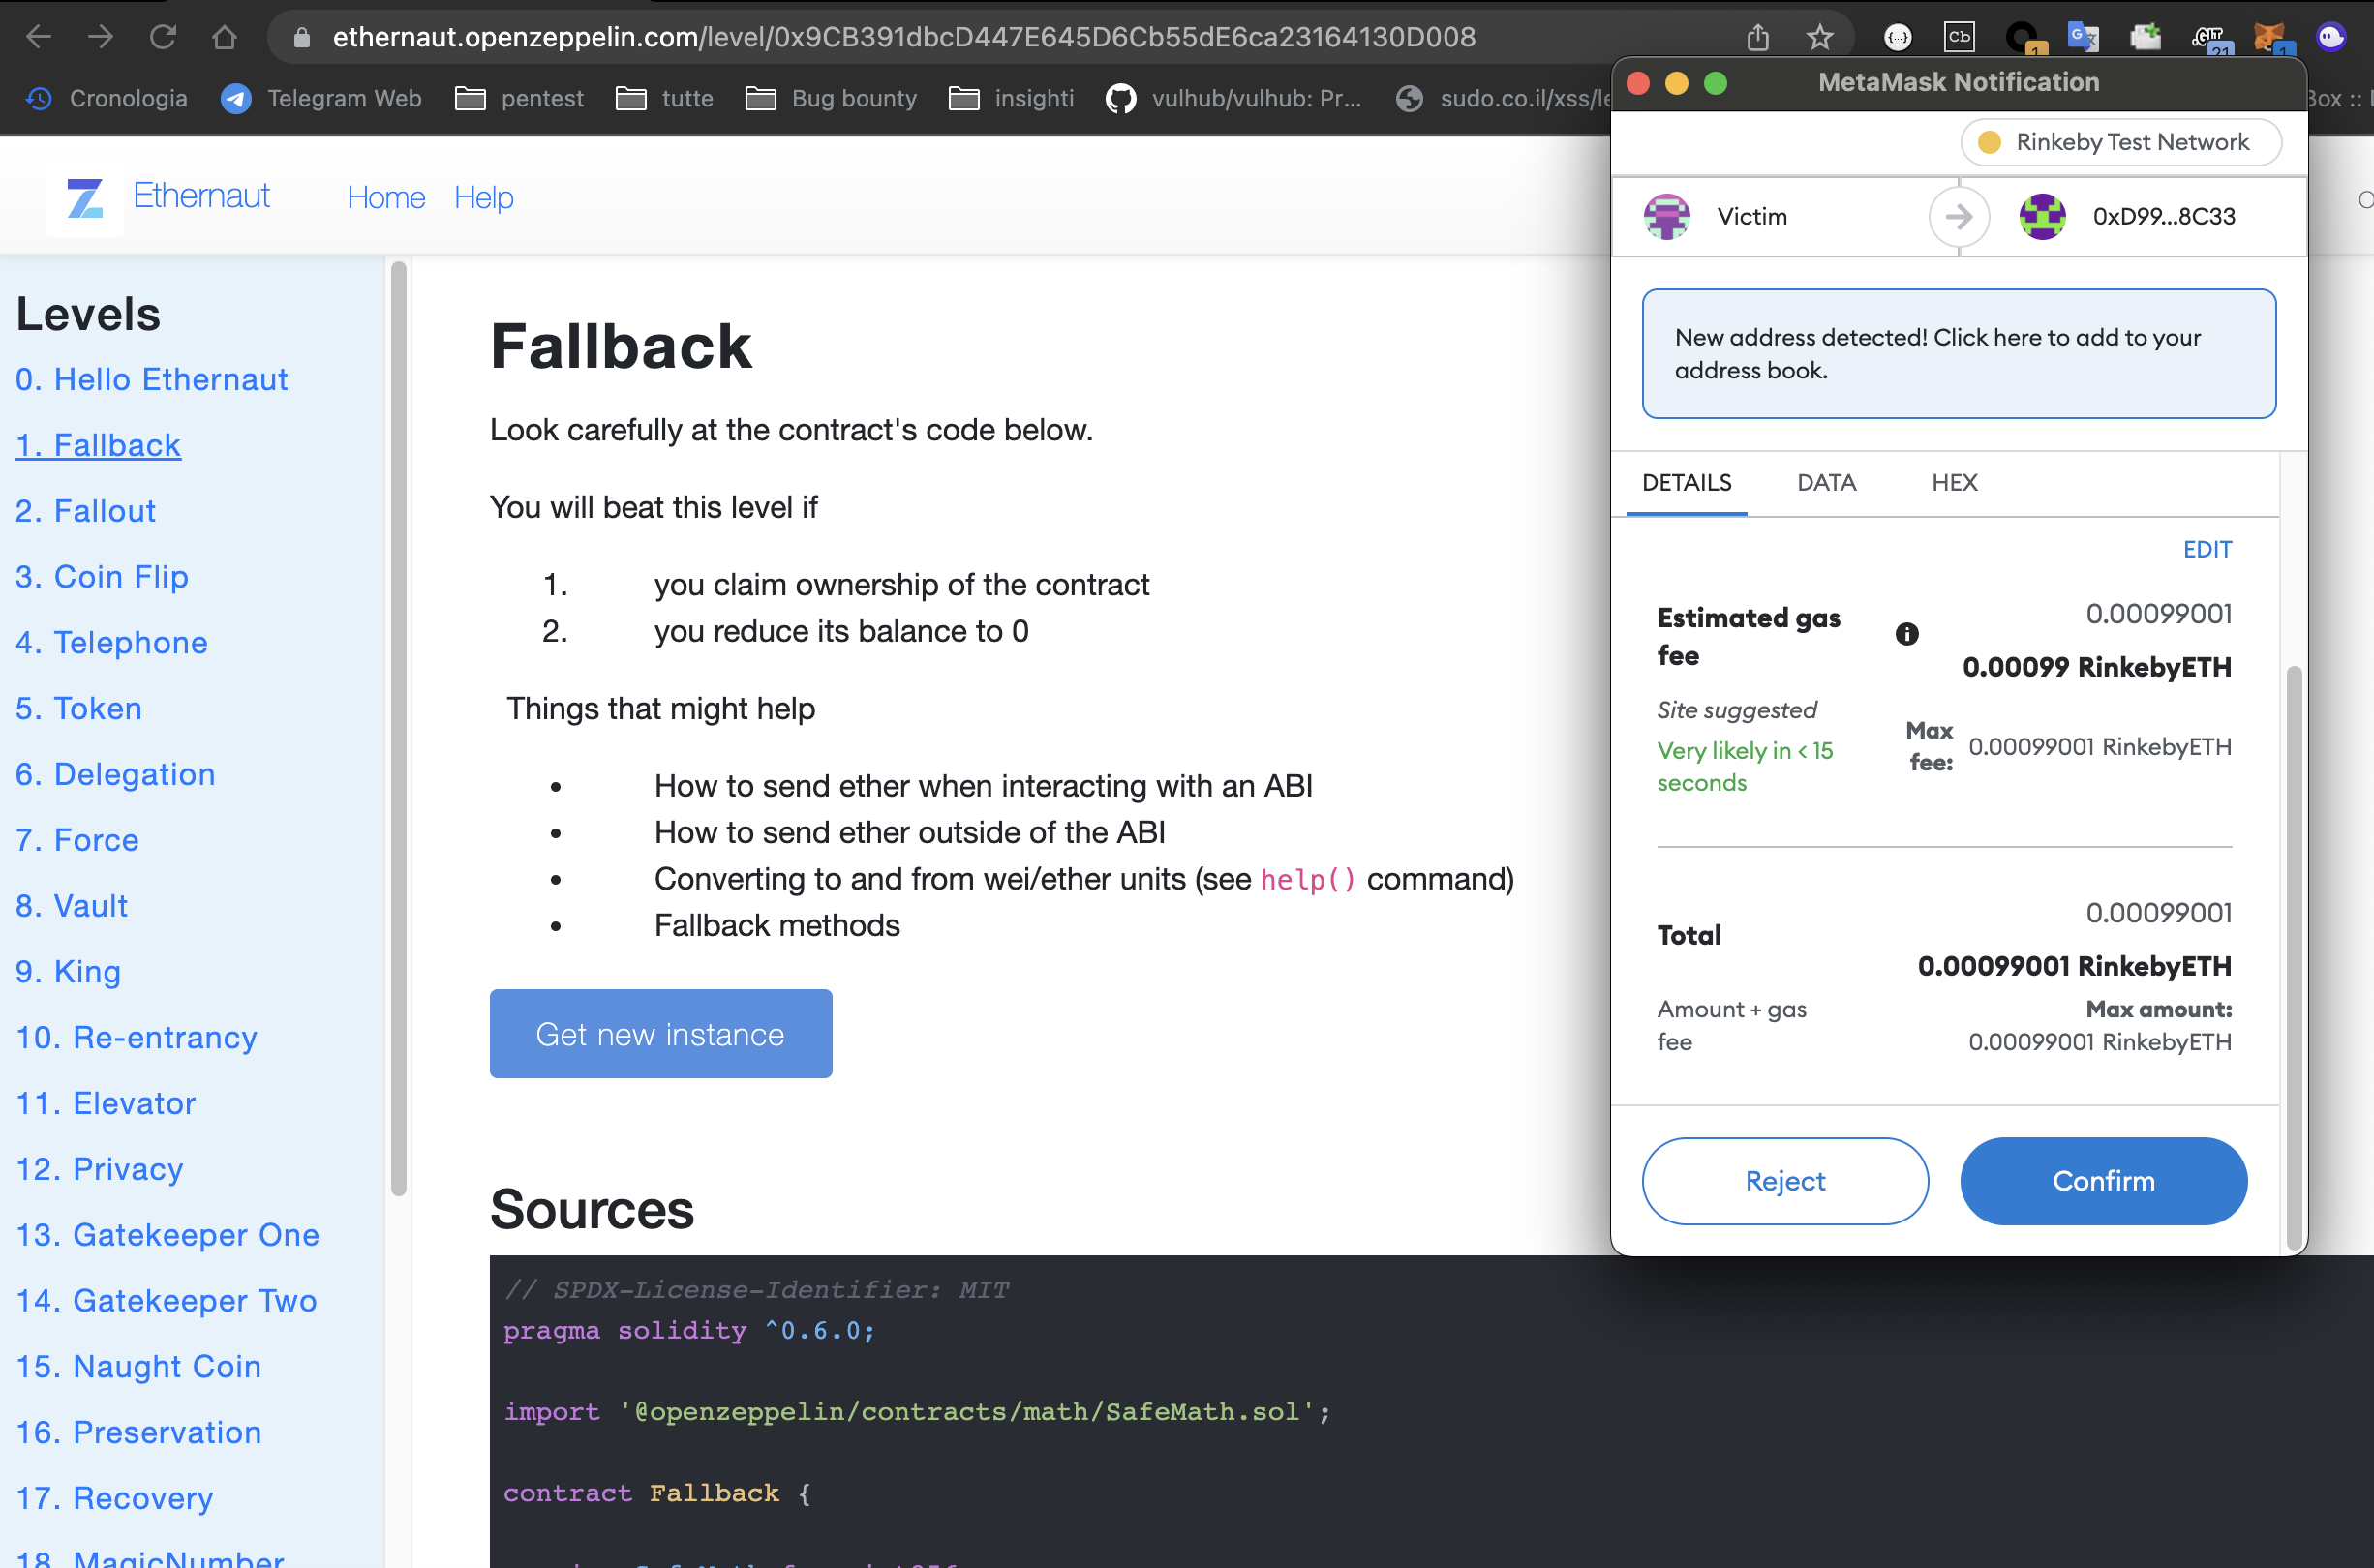 ethernaut.openzeppelin.com/level/0x9CB391dbcD447E645D6Cb55dE6ca23164130D008
Cb
1
21
1
Cronologia
Telegram Web
pentest
tutte
Bug bounty
insighti
vulhub/vulhub: Pr...
sudo.co.il/xss/le
Box ::
Ethernaut
Home
Help
Levels
0. Hello Ethernaut
1. Fallback
2. Fallout
3. Coin Flip
4. Telephone
5. Token
6. Delegation
7. Force
8. Vault
9. King
10. Re-entrancy
11. Elevator
12. Privacy
13. Gatekeeper One
14. Gatekeeper Two
15. Naught Coin
16. Preservation
17. Recovery
18. MagicNumber
Fallback
Look carefully at the contract's code below.
You will beat this level if
1. you claim ownership of the contract
2. you reduce its balance to 0
Things that might help
• How to send ether when interacting with an ABI
• How to send ether outside of the ABI
• Converting to and from wei/ether units (see help() command)
• Fallback methods
Get new instance
Sources
// SPDX-License-Identifier: MIT
pragma solidity ^0.6.0;
import '@openzeppelin/contracts/math/SafeMath.sol';
contract Fallback {
MetaMask Notification
Rinkeby Test Network
Victim
0xD99...8C33
New address detected! Click here to add to your
address book.
DETAILS
DATA
HEX
EDIT
Estimated gas
fee
0.00099001
0.00099 RinkebyETH
Site suggested
Very likely in < 15
seconds
Max
fee:
0.00099001 RinkebyETH
Total
0.00099001
0.00099001 RinkebyETH
Amount + gas
fee
Max amount:
0.00099001 RinkebyETH
Reject
Confirm